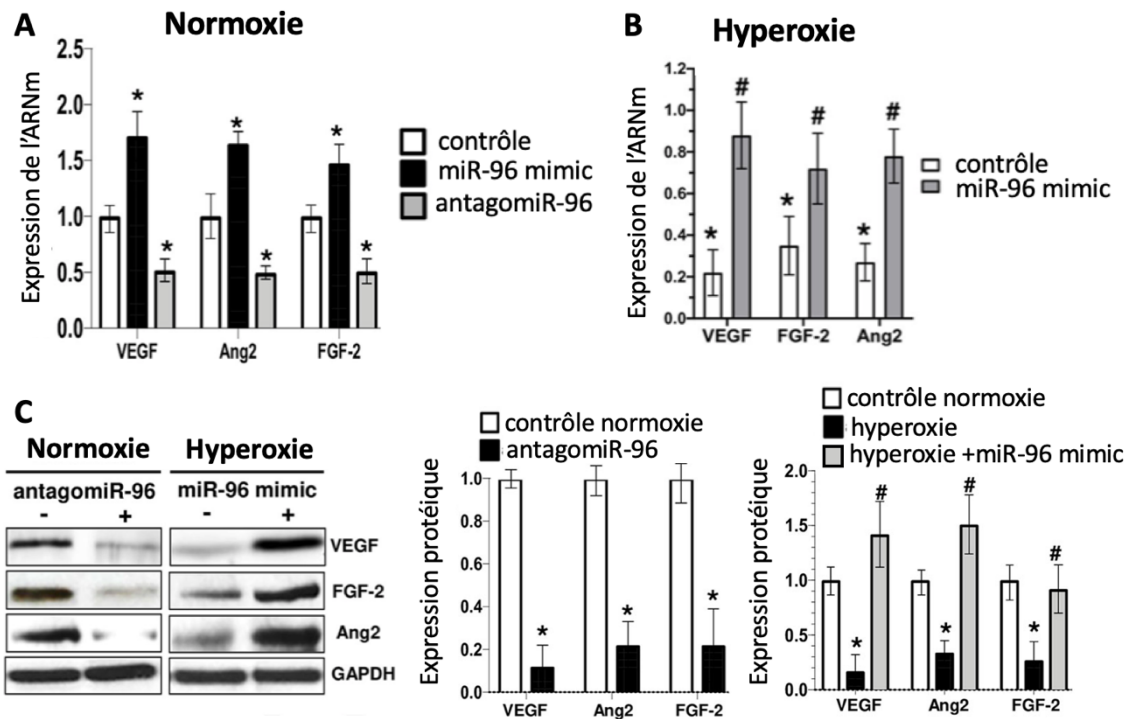 A
Normoxie
Expression de l'ARNm
2.5
2.0
1.5
1.0
0.5
0.0
* * * * * *
VEGF Ang2 FGF-2
contrôle
miR-96 mimic
antagomiR-96
B
Hyperoxie
Expression de l'ARNm
1.2
1.0
0.8
0.6
0.4
0.2
0.0
* # * # * #
VEGF FGF-2 Ang2
contrôle
miR-96 mimic
C
Normoxie Hyperoxie
antagomiR-96 miR-96 mimic
- + - +
VEGF
FGF-2
Ang2
GAPDH
contrôle normoxie
antagomiR-96
Expression protéique
1.0
0.8
0.6
0.4
0.2
0.0
* * *
VEGF Ang2 FGF-2
contrôle normoxie
hyperoxie
hyperoxie +miR-96 mimic
Expression protéique
2.0
1.5
1.0
0.5
0.0
* # * # * #
VEGF Ang2 FGF-2